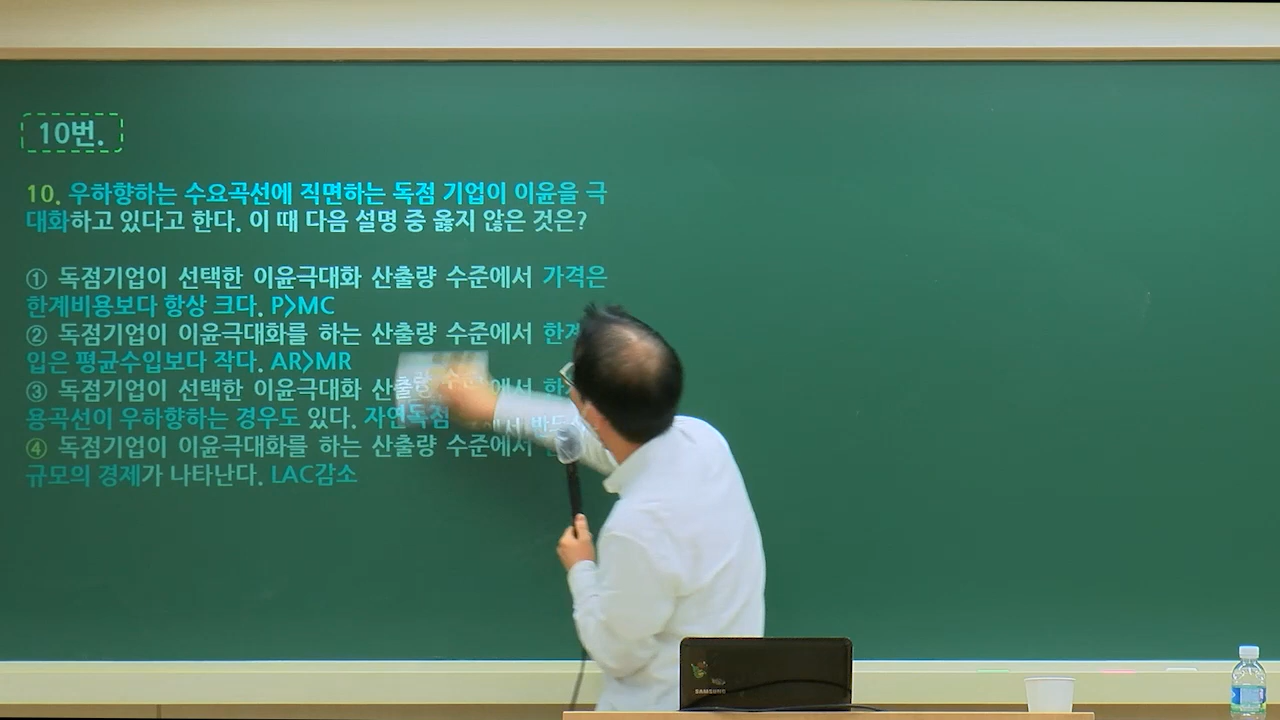 10번.
10. 우하향하는 수요곡선에 직면하는 독점 기업이 이윤을 극
대화하고 있다고 한다. 이 때 다음 설명 중 옳지 않은 것은?
① 독점기업이 선택한 이윤극대화 산출량 수준에서 가격은
한계비용보다 항상 크다. P>MC
② 독점기업이 이윤극대화를 하는 산출량 수준에서 한계
입은 평균수입보다 작다. AR>MR
③ 독점기업이 선택한 이윤극대화 산출량 수준에서
용곡선이 우하향하는 경우도 있다. 자연독점
④ 독점기업이 이윤극대화를 하는 산출량 수준에서 반드시
규모의 경제가 나타난다. LAC감소
SAMSUNG